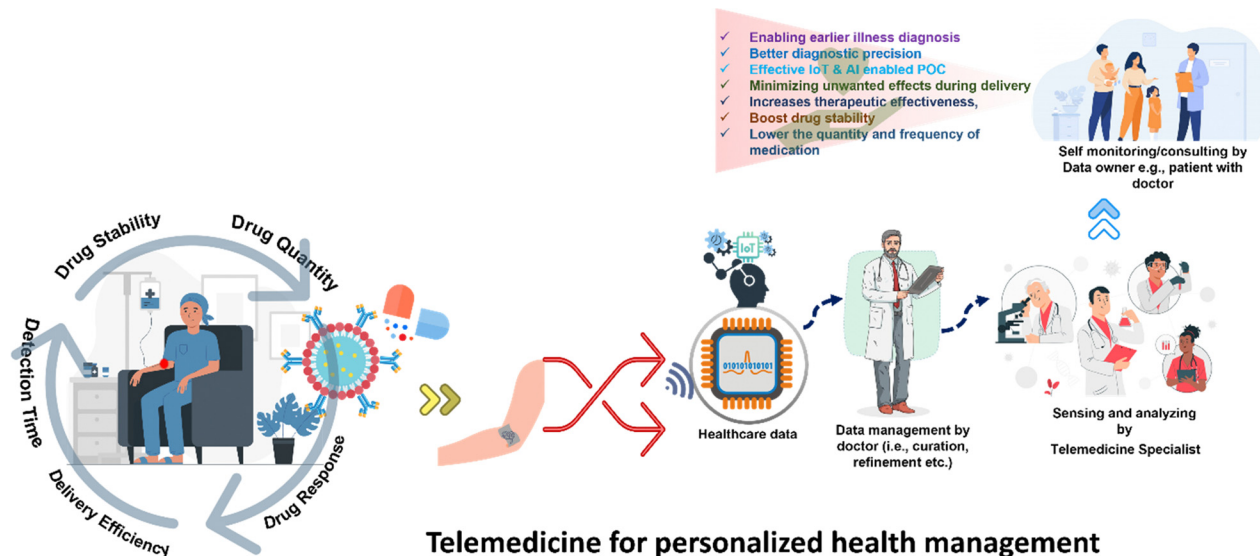 ✓ Enabling earlier illness diagnosis
✓ Better diagnostic precision
✓ Effective IoT & AI enabled POC
✓ Minimizing unwanted effects during delivery
✓ Increases therapeutic effectiveness,
✓ Boost drug stability
✓ Lower the quantity and frequency of
medication
Self monitoring/consulting by
Data owner e.g., patient with
doctor
Drug Stability
Drug Quantity
Detection Time
Delivery Efficiency
Drug Response
IoT
010101010101
Healthcare data
Data management by
doctor (i.e., curation,
refinement etc.)
Sensing and analyzing
by
Telemedicine Specialist
Telemedicine for personalized health management